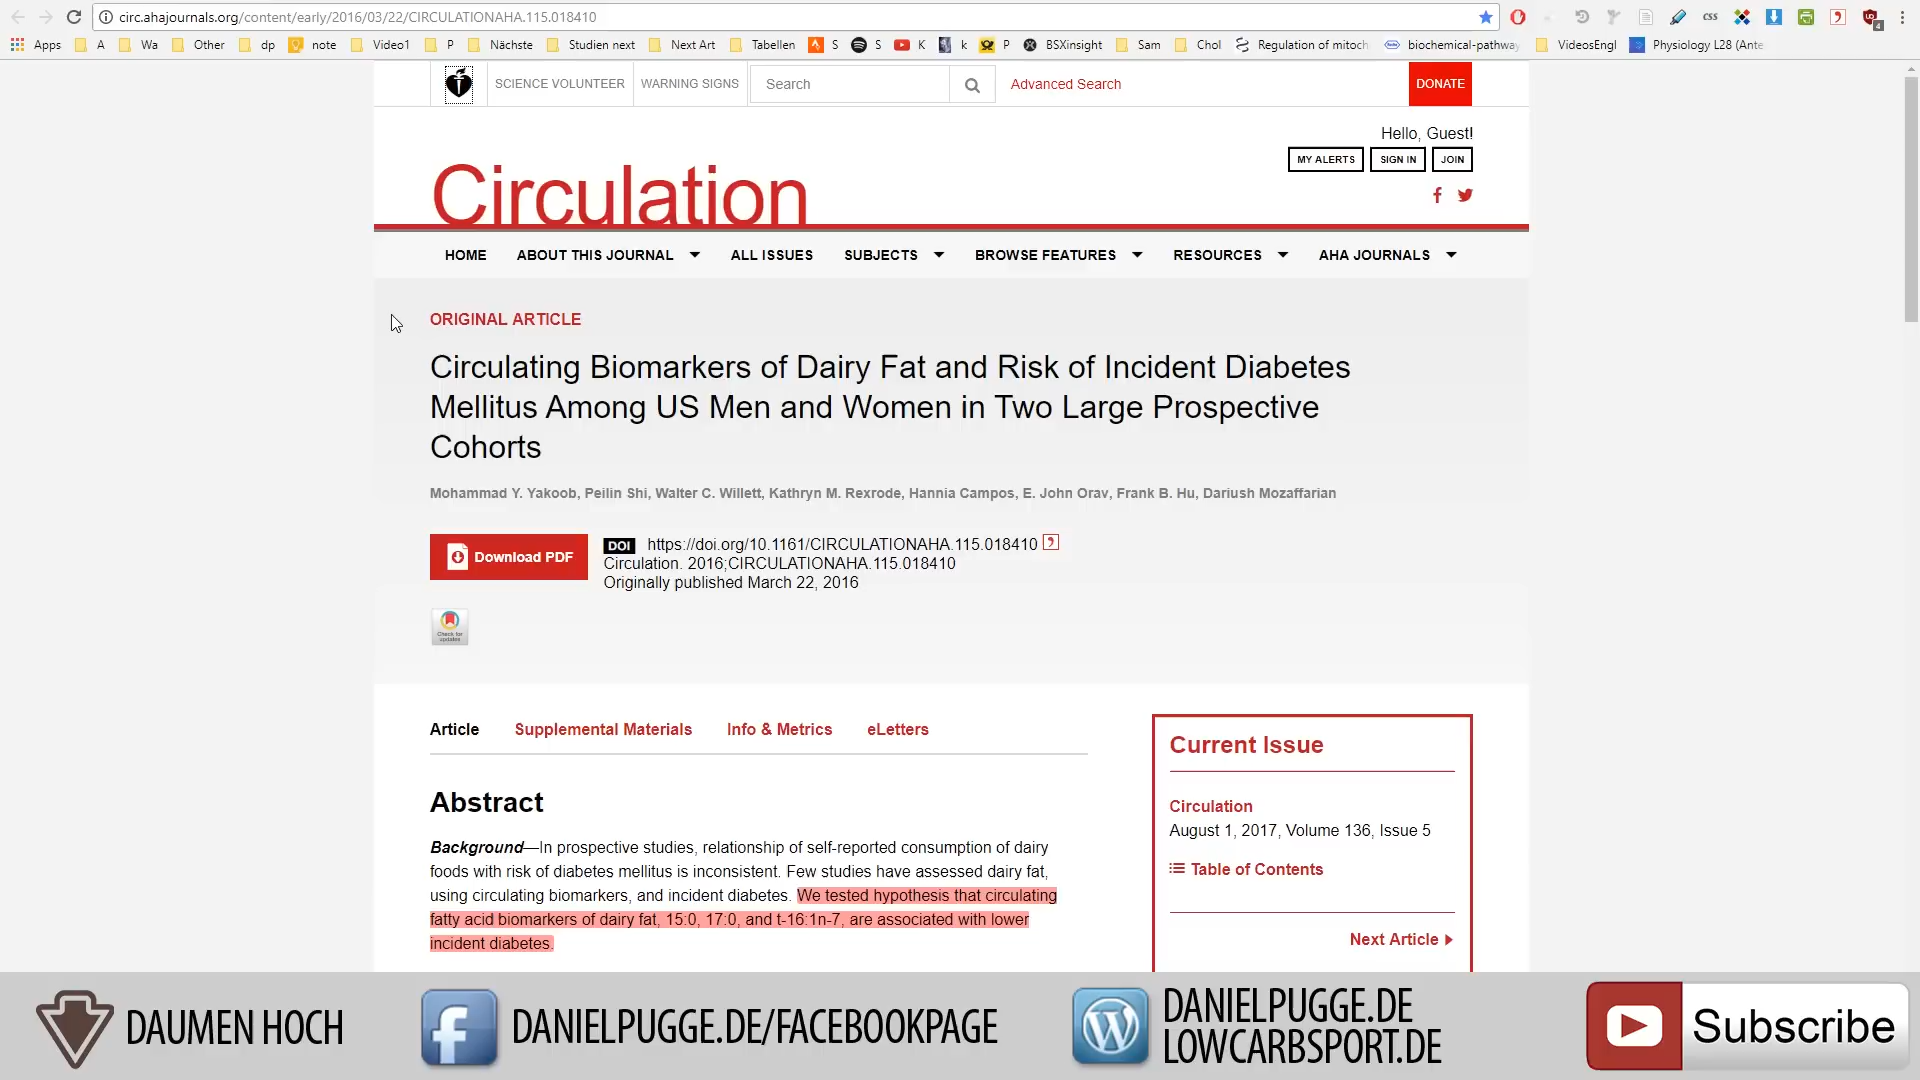 circ.ahajournals.org/content/early/2016/03/22/CIRCULATIONAHA.115.018410
css
4
Apps A Wa Other dp note Video1 P Nächste Studien next Next Art Tabellen S S K k P BSXinsight Sam Chol Regulation of mitoch biochemical-pathway VideosEngl Physiology L28 (Ante
SCIENCE VOLUNTEER WARNING SIGNS Search Advanced Search DONATE
Hello, Guest!
MY ALERTS SIGN IN JOIN
Circulation
HOME ABOUT THIS JOURNAL ALL ISSUES SUBJECTS BROWSE FEATURES RESOURCES AHA JOURNALS
ORIGINAL ARTICLE
Circulating Biomarkers of Dairy Fat and Risk of Incident Diabetes
Mellitus Among US Men and Women in Two Large Prospective
Cohorts
Mohammad Y. Yakoob, Peilin Shi, Walter C. Willett, Kathryn M. Rexrode, Hannia Campos, E. John Orav, Frank B. Hu, Dariush Mozaffarian
Download PDF
DOI https://doi.org/10.1161/CIRCULATIONAHA.115.018410
Circulation. 2016;CIRCULATIONAHA.115.018410
Originally published March 22, 2016
Check for
updates
Article Supplemental Materials Info & Metrics eLetters
Abstract
Background—In prospective studies, relationship of self-reported consumption of dairy
foods with risk of diabetes mellitus is inconsistent. Few studies have assessed dairy fat,
using circulating biomarkers, and incident diabetes. We tested hypothesis that circulating
fatty acid biomarkers of dairy fat, 15:0, 17:0, and t-16:1n-7, are associated with lower
incident diabetes.
Current Issue
Circulation
August 1, 2017, Volume 136, Issue 5
Table of Contents
Next Article
DAUMEN HOCH
DANIELPUGGE.DE/FACEBOOKPAGE
DANIELPUGGE.DE
LOWCARBSPORT.DE
Subscribe